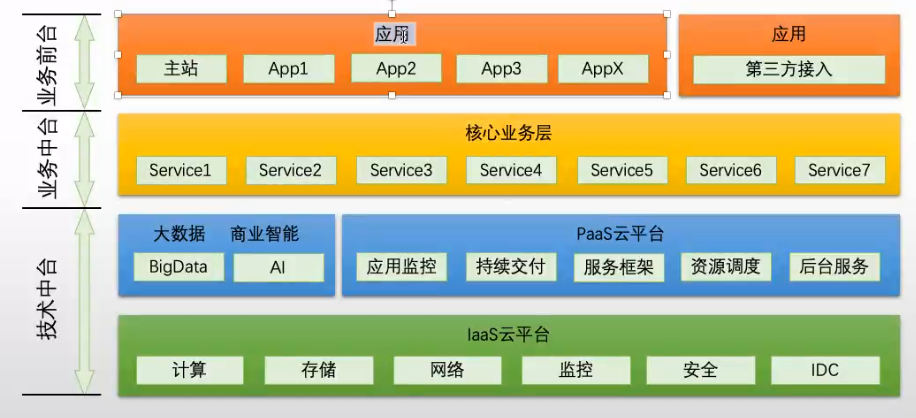 业务前台
应用
主站 App1 App2 App3 AppX
应用
第三方接入
业务中台
核心业务层
Service1 Service2 Service3 Service4 Service5 Service6 Service7
技术中台
大数据 商业智能
BigData AI
PaaS云平台
应用监控 持续交付 服务框架 资源调度 后台服务
IaaS云平台
计算 存储 网络 监控 安全 IDC